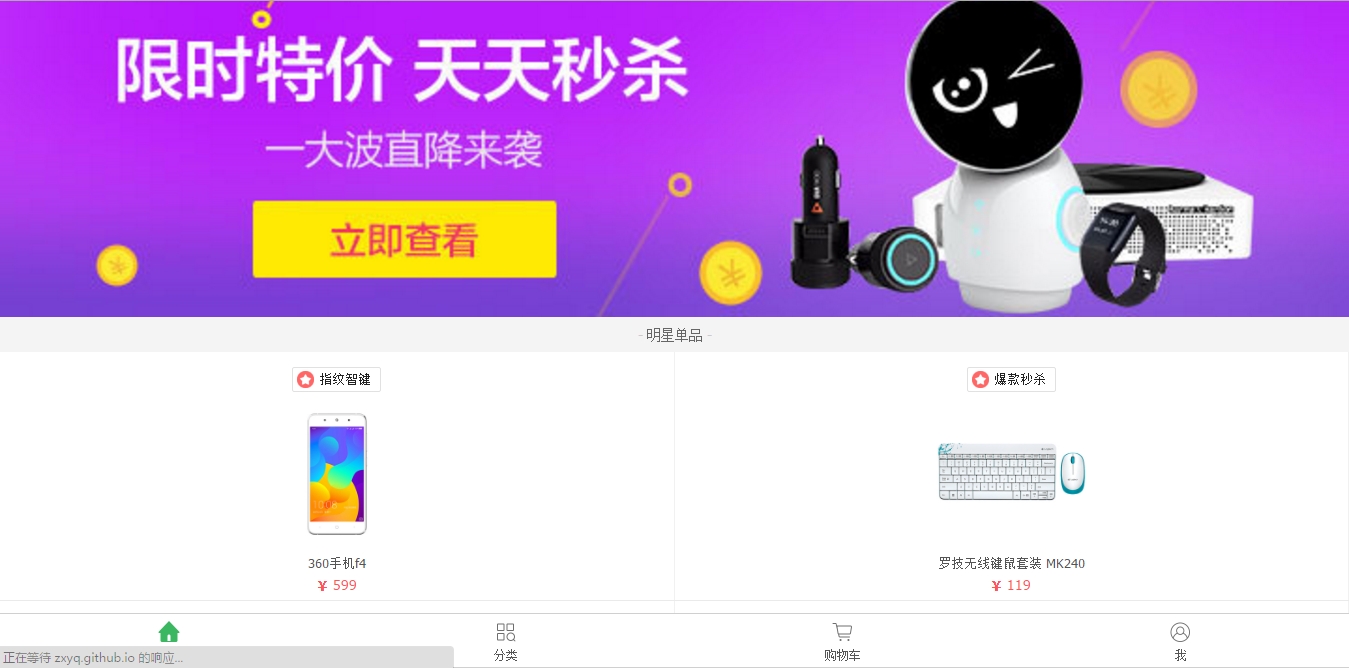 限时特价 天天秒杀
一大波直降来袭
立即查看
- 明星单品 -
指纹智键
爆款秒杀
360手机f4
¥ 599
罗技无线键鼠套装 MK240
¥ 119
分类
购物车
我
正在等待 zxyq.github.io 的响应...